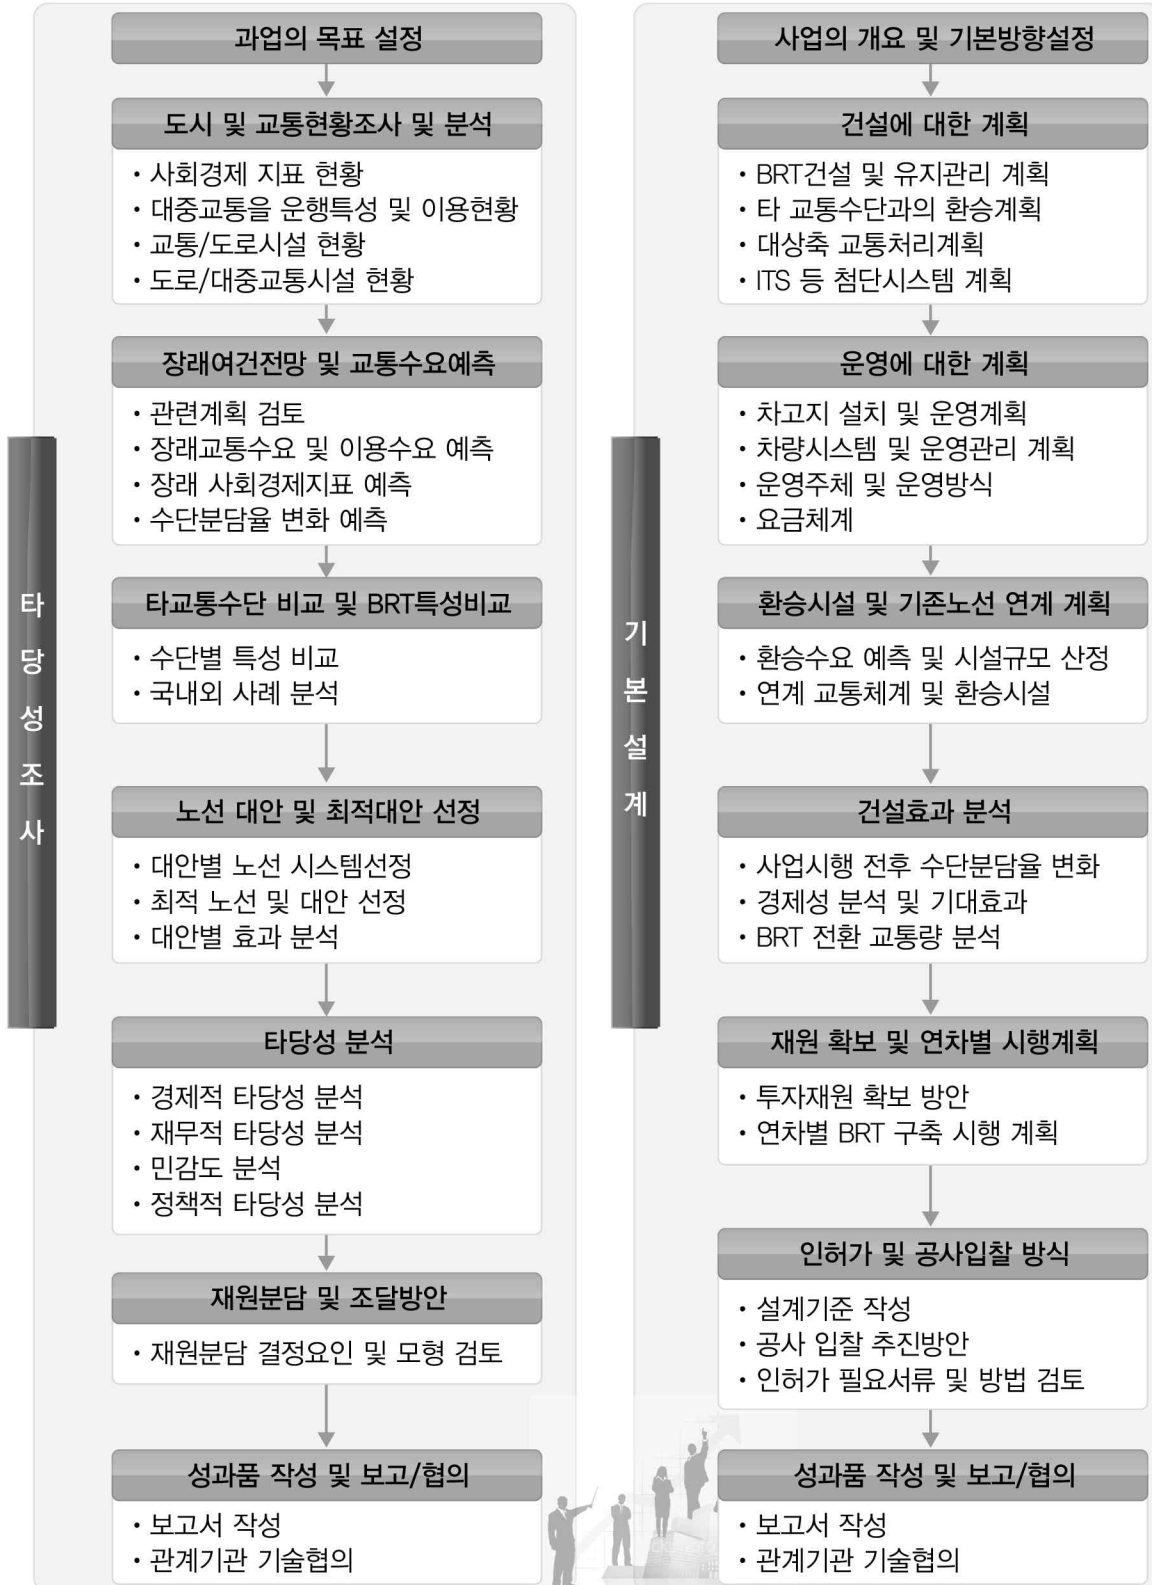 타당성조사
과업의 목표 설정
도시 및 교통현황조사 및 분석
• 사회경제 지표 현황
• 대중교통을 운행특성 및 이용현황
• 교통/도로시설 현황
• 도로/대중교통시설 현황
장래여건전망 및 교통수요예측
• 관련계획 검토
• 장래교통수요 및 이용수요 예측
• 장래 사회경제지표 예측
• 수단분담율 변화 예측
타교통수단 비교 및 BRT특성비교
• 수단별 특성 비교
• 국내외 사례 분석
노선 대안 및 최적대안 선정
• 대안별 노선 시스템선정
• 최적 노선 및 대안 선정
• 대안별 효과 분석
타당성 분석
• 경제적 타당성 분석
• 재무적 타당성 분석
• 민감도 분석
• 정책적 타당성 분석
재원분담 및 조달방안
• 재원분담 결정요인 및 모형 검토
성과품 작성 및 보고/협의
• 보고서 작성
• 관계기관 기술협의
기본설계
사업의 개요 및 기본방향설정
건설에 대한 계획
• BRT건설 및 유지관리 계획
• 타 교통수단과의 환승계획
• 대상축 교통처리계획
• ITS 등 첨단시스템 계획
운영에 대한 계획
• 차고지 설치 및 운영계획
• 차량시스템 및 운영관리 계획
• 운영주체 및 운영방식
• 요금체계
환승시설 및 기존노선 연계 계획
• 환승수요 예측 및 시설규모 산정
• 연계 교통체계 및 환승시설
건설효과 분석
• 사업시행 전후 수단분담율 변화
• 경제성 분석 및 기대효과
• BRT 전환 교통량 분석
재원 확보 및 연차별 시행계획
• 투자재원 확보 방안
• 연차별 BRT 구축 시행 계획
인허가 및 공사입찰 방식
• 설계기준 작성
• 공사 입찰 추진방안
• 인허가 필요서류 및 방법 검토
성과품 작성 및 보고/협의
• 보고서 작성
• 관계기관 기술협의